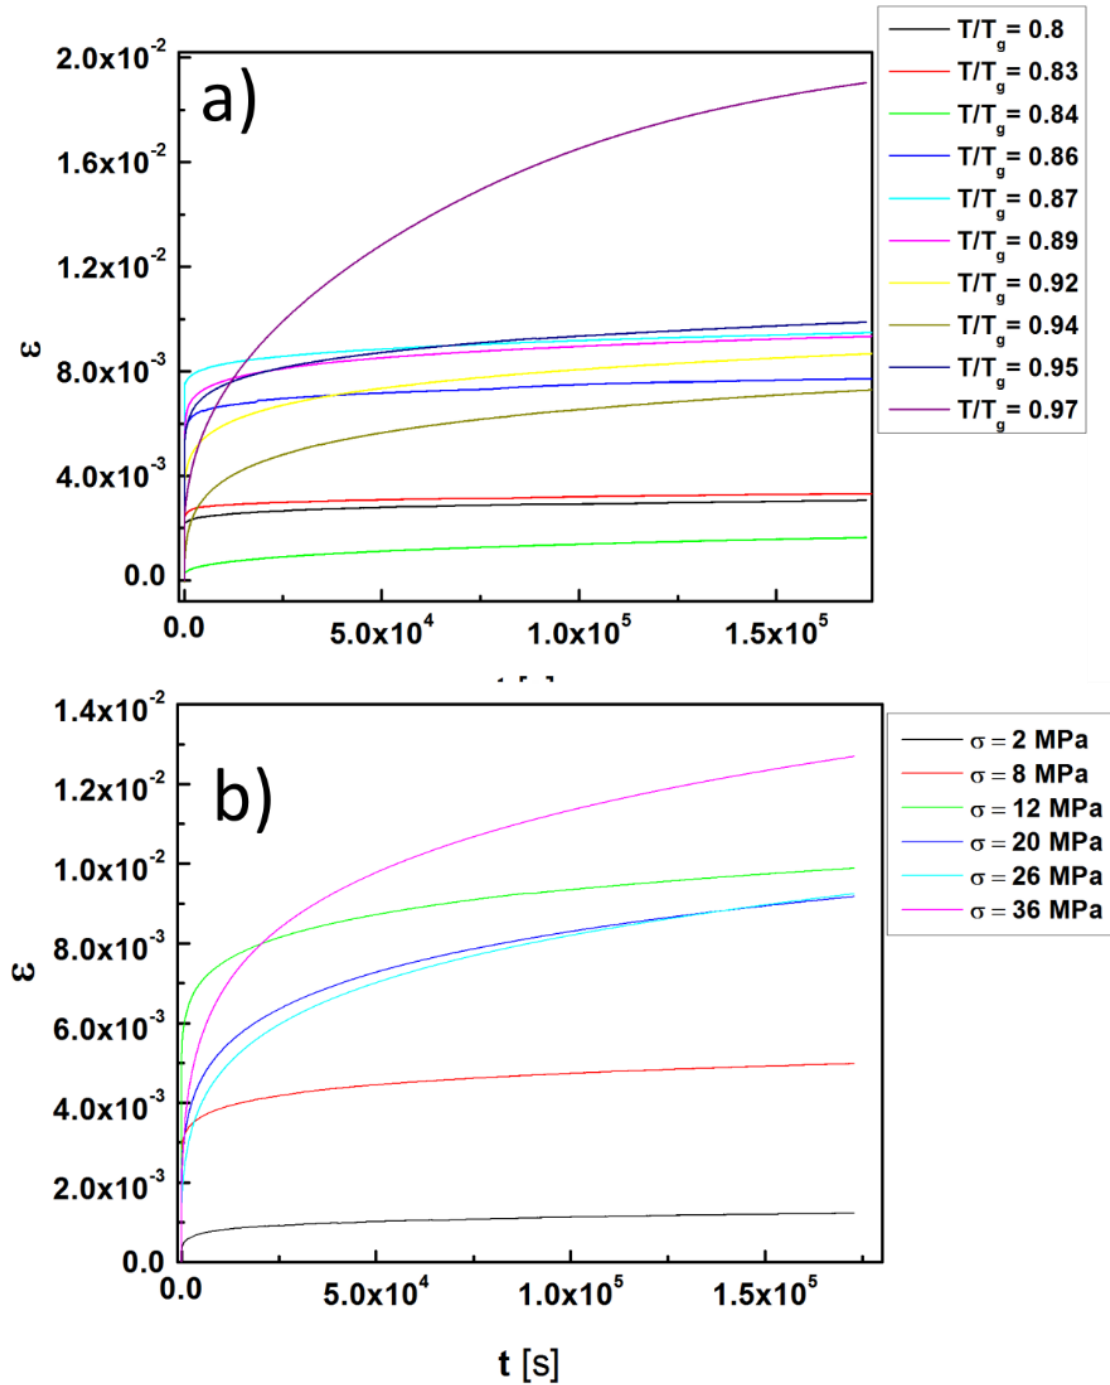 a)
2.0x10⁻²
1.6x10⁻²
1.2x10⁻²
8.0x10⁻³
4.0x10⁻³
0.0
ε
0.0
5.0x10⁴
1.0x10⁵
1.5x10⁵
T/Tg = 0.8
T/Tg = 0.83
T/Tg = 0.84
T/Tg = 0.86
T/Tg = 0.87
T/Tg = 0.89
T/Tg = 0.92
T/Tg = 0.94
T/Tg = 0.95
T/Tg = 0.97
b)
1.4x10⁻²
1.2x10⁻²
1.0x10⁻²
8.0x10⁻³
6.0x10⁻³
4.0x10⁻³
2.0x10⁻³
0.0
ε
0.0
5.0x10⁴
1.0x10⁵
1.5x10⁵
t [s]
σ = 2 MPa
σ = 8 MPa
σ = 12 MPa
σ = 20 MPa
σ = 26 MPa
σ = 36 MPa